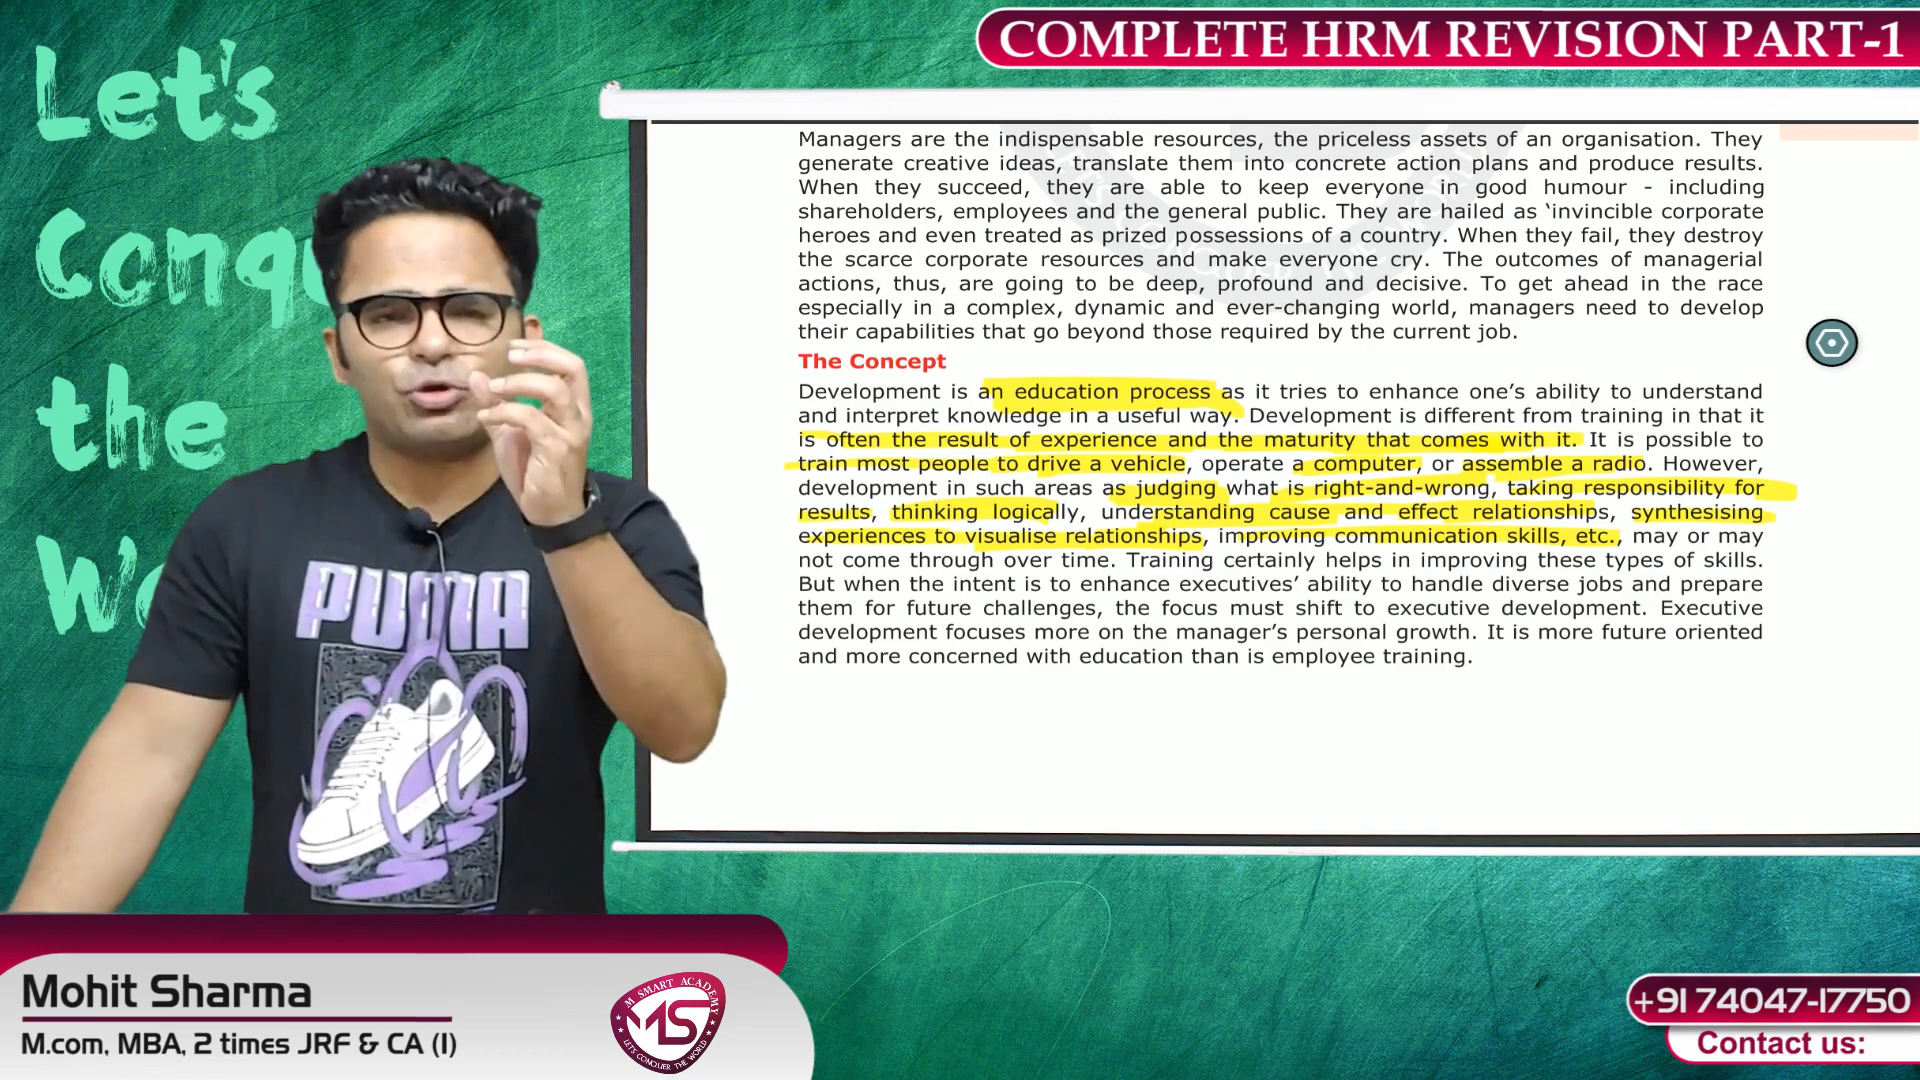 COMPLETE HRM REVISION PART-1
Let's
Conqu
the
Wo
Managers are the indispensable resources, the priceless assets of an organisation. They
generate creative ideas, translate them into concrete action plans and produce results.
When they succeed, they are able to keep everyone in good humour - including
shareholders, employees and the general public. They are hailed as ‘invincible corporate
heroes and even treated as prized possessions of a country. When they fail, they destroy
the scarce corporate resources and make everyone cry. The outcomes of managerial
actions, thus, are going to be deep, profound and decisive. To get ahead in the race
especially in a complex, dynamic and ever-changing world, managers need to develop
their capabilities that go beyond those required by the current job.
The Concept
Development is an education process as it tries to enhance one’s ability to understand
and interpret knowledge in a useful way. Development is different from training in that it
is often the result of experience and the maturity that comes with it. It is possible to
train most people to drive a vehicle, operate a computer, or assemble a radio. However,
development in such areas as judging what is right-and-wrong, taking responsibility for
results, thinking logically, understanding cause and effect relationships, synthesising
experiences to visualise relationships, improving communication skills, etc., may or may
not come through over time. Training certainly helps in improving these types of skills.
But when the intent is to enhance executives’ ability to handle diverse jobs and prepare
them for future challenges, the focus must shift to executive development. Executive
development focuses more on the manager’s personal growth. It is more future oriented
and more concerned with education than is employee training.
PUMA
Mohit Sharma
M.com, MBA, 2 times JRF & CA (I)
M SMART ACADEMY
MS
LET'S CONQUER THE WORLD
+91 74047-17750
Contact us: